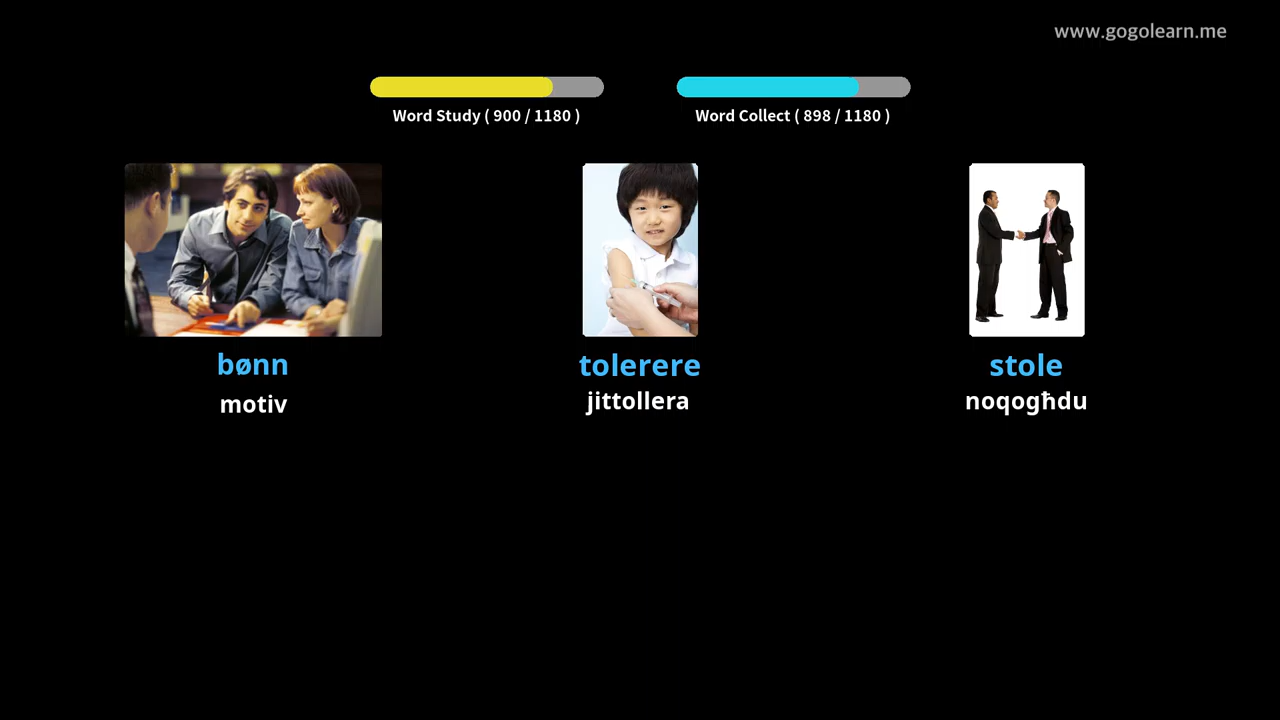 www.gogolearn.me
Word Study ( 900 / 1180 )
Word Collect ( 898 / 1180 )
bønn
motiv
tolerere
jittollera
stole
noqogħdu